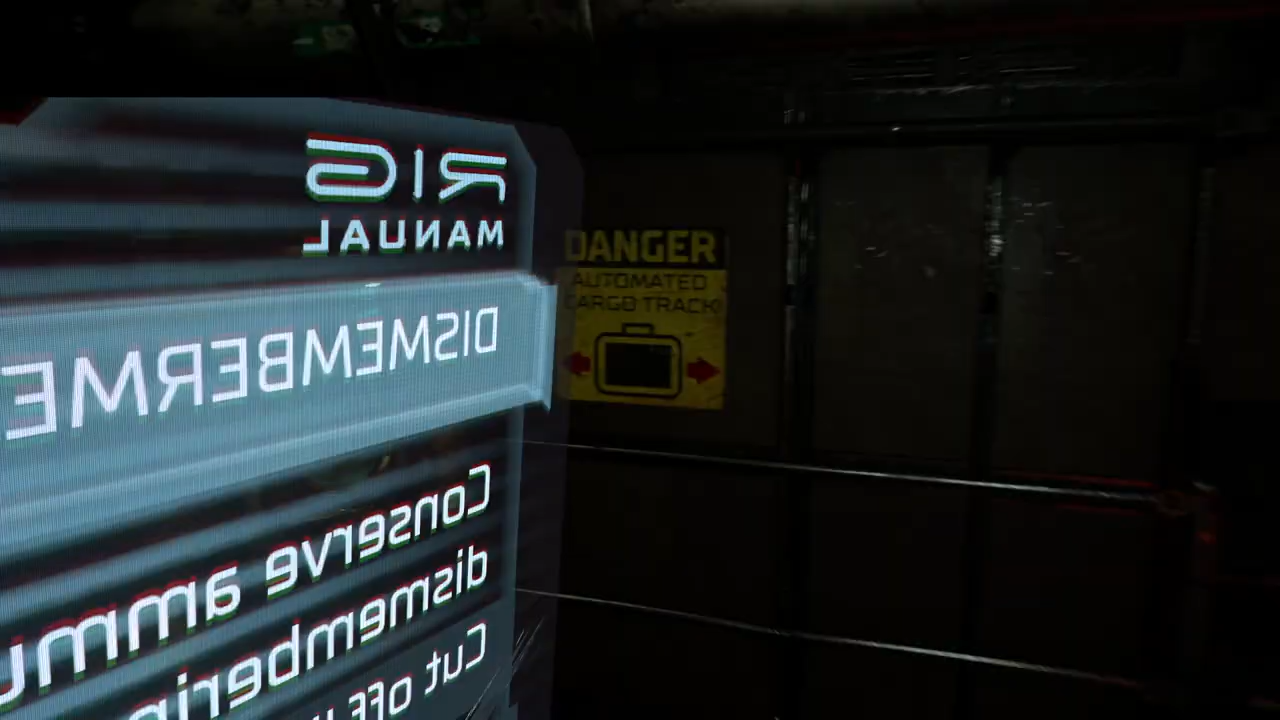 RIG
MANUAL
DISMEMBERME
Conserve ammu
dismemberin
Cut off
DANGER
AUTOMATED
CARGO TRACK